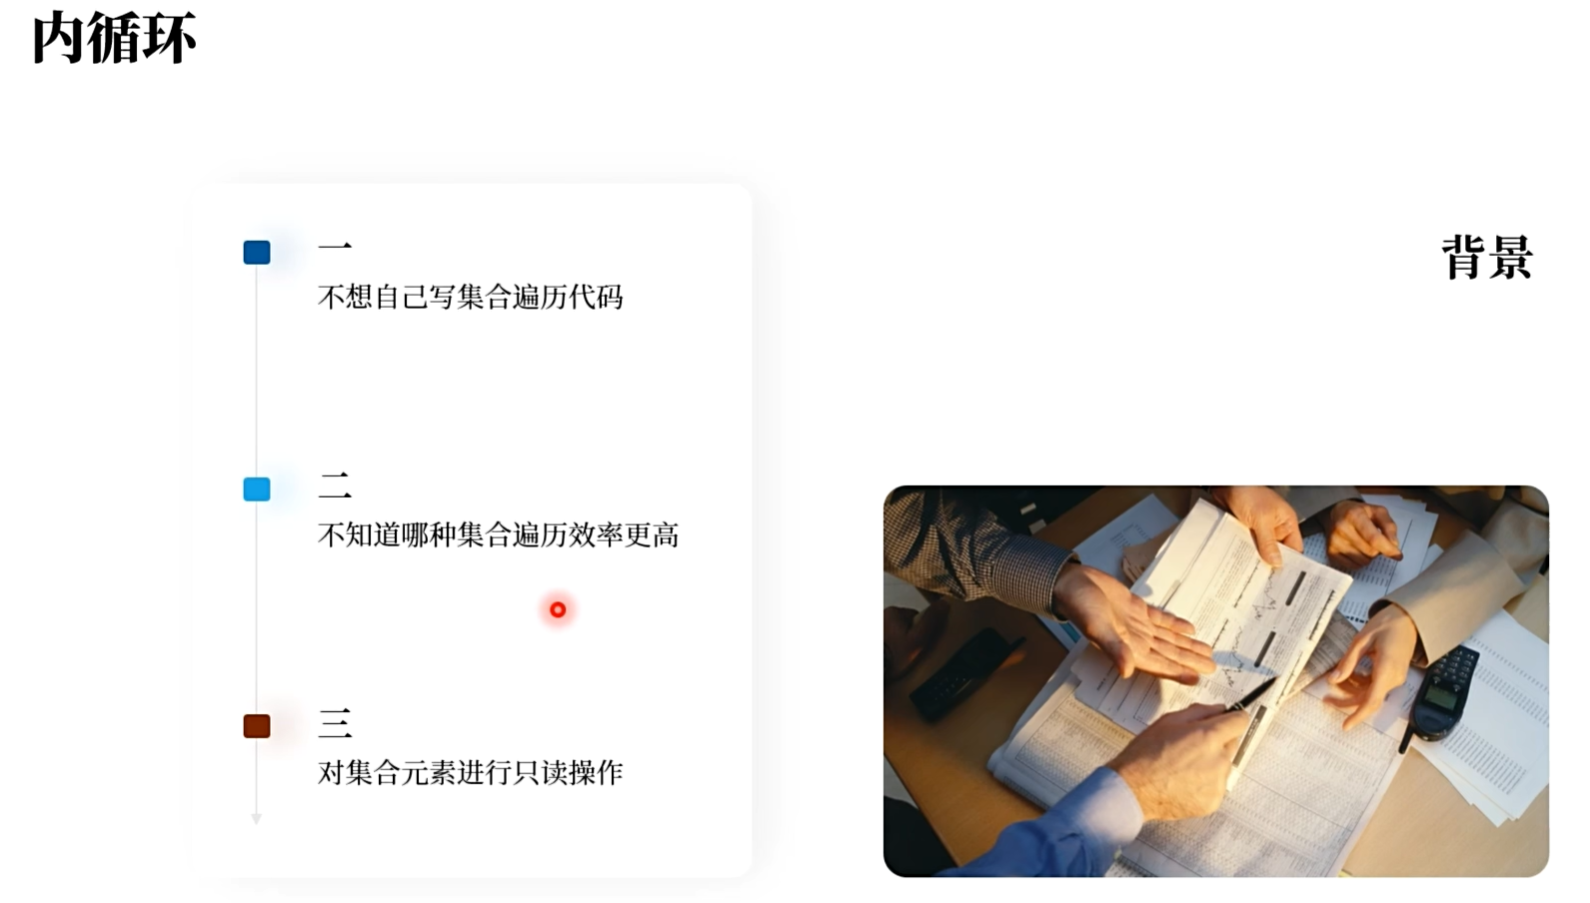 内循环
一
不想自己写集合遍历代码
二
不知道哪种集合遍历效率更高
三
对集合元素进行只读操作
背景